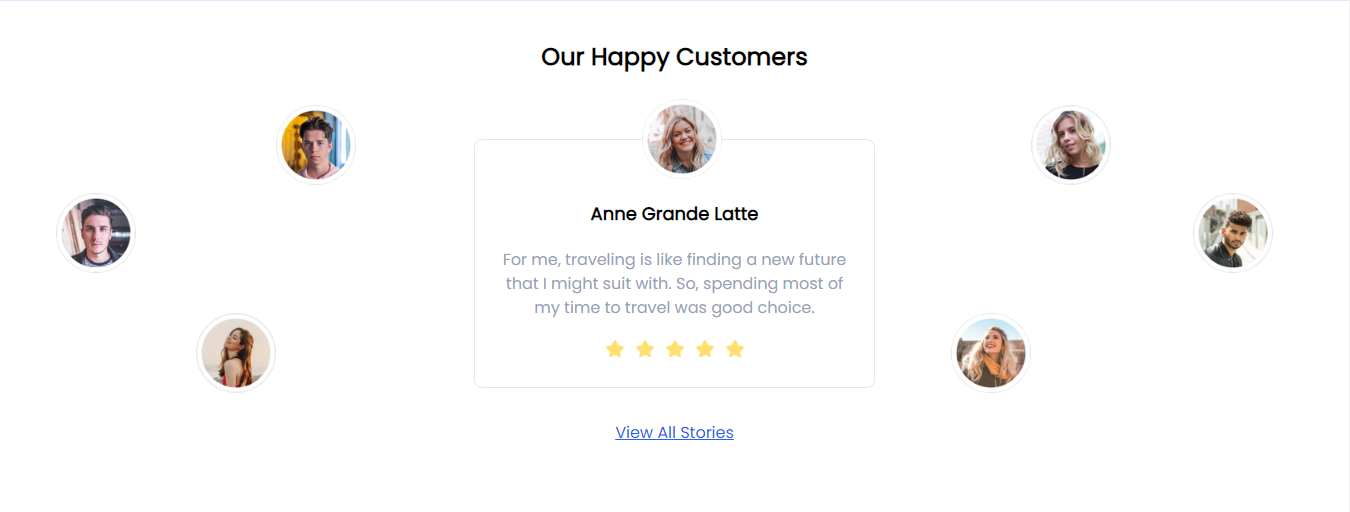 Our Happy Customers
Anne Grande Latte
For me, traveling is like finding a new future
that I might suit with. So, spending most of
my time to travel was good choice.
View All Stories